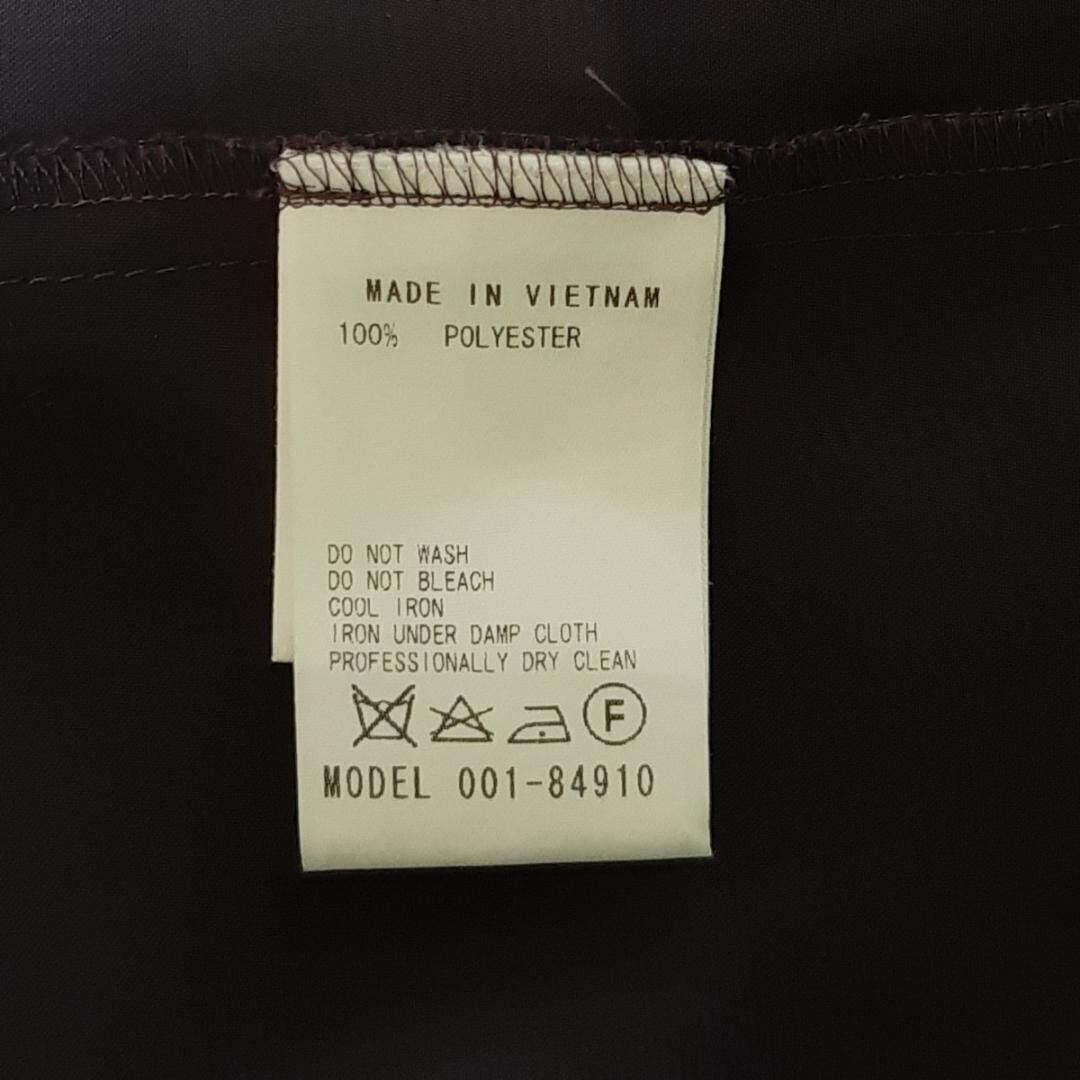 MADE IN VIETNAM
100% POLYESTER
DO NOT WASH
DO NOT BLEACH
COOL IRON
IRON UNDER DAMP CLOTH
PROFESSIONALLY DRY CLEAN
F
MODEL 001-84910